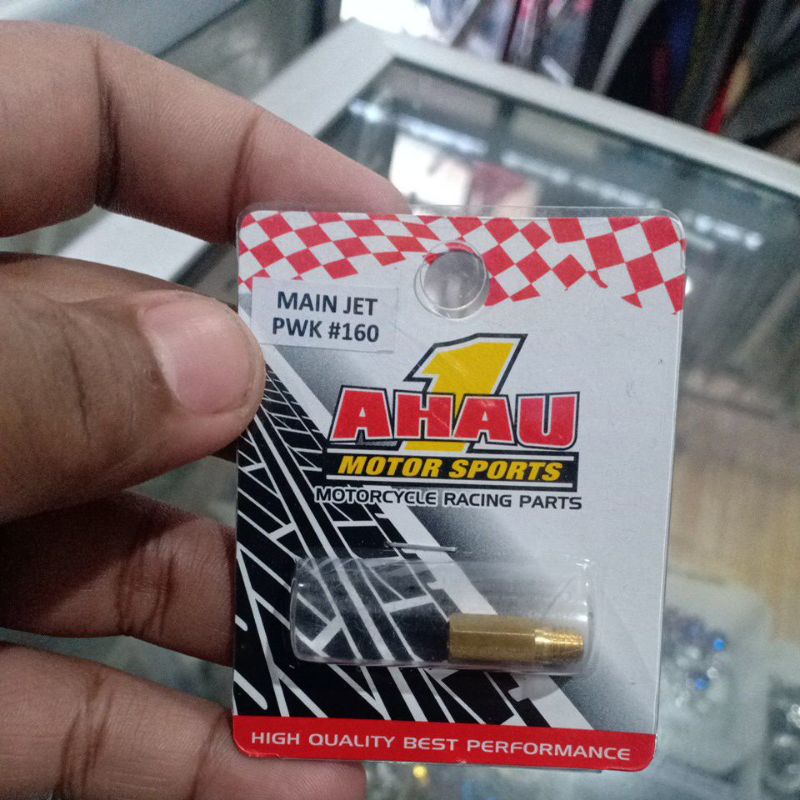 MAIN JET
PWK #160
1
AHAU
MOTOR SPORTS
MOTORCYCLE RACING PARTS
HIGH QUALITY BEST PERFORMANCE